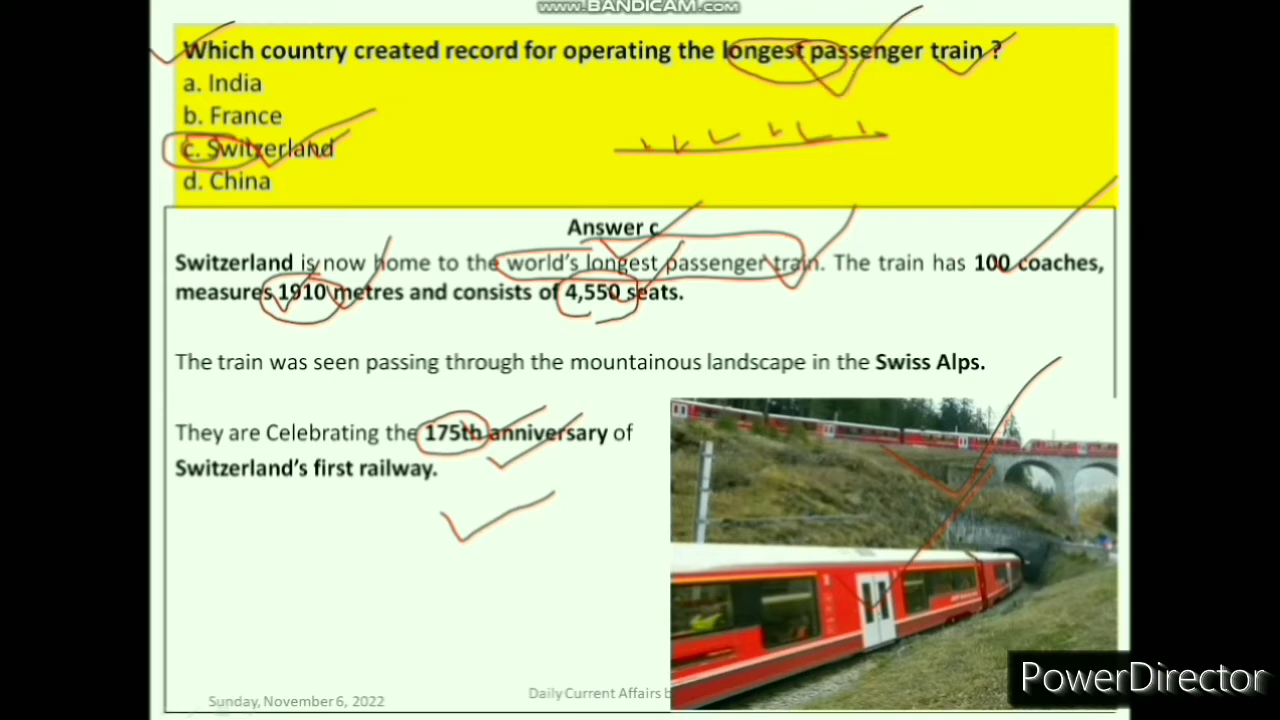 www.BANDICAM.com
Which country created record for operating the longest passenger train ?
a. India
b. France
c. Switzerland
d. China
Answer c
Switzerland is now home to the world's longest passenger train. The train has 100 coaches,
measures 1910 metres and consists of 4,550 seats.
The train was seen passing through the mountainous landscape in the Swiss Alps.
They are Celebrating the 175th anniversary of
Switzerland's first railway.
Sunday, November 6, 2022
Daily Current Affairs b
PowerDirector